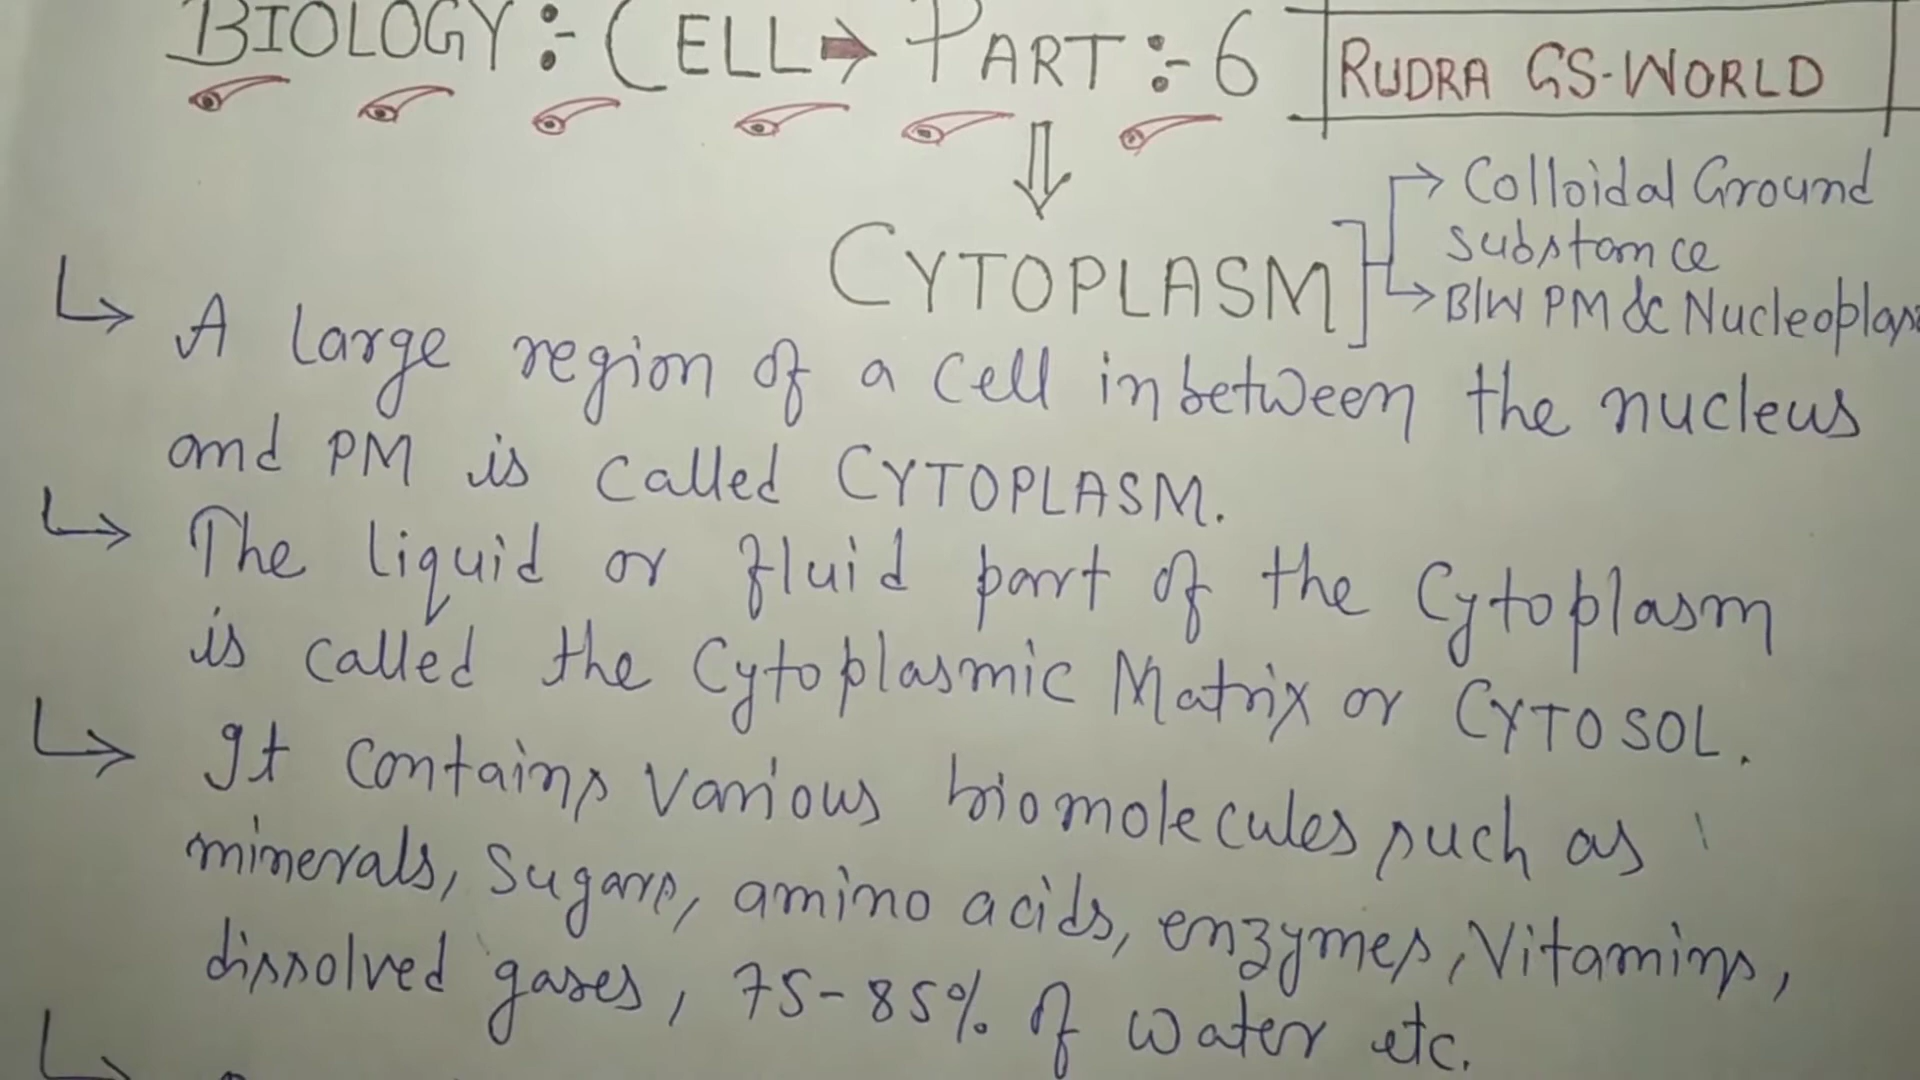 BIOLOGY:- CELL → PART:- 6
RUDRA GS-WORLD
CYTOPLASM
→ Colloidal Ground
substance
→ B/W PM & Nucleoplas
↳ A large region of a cell inbetween the nucleus
and PM is called CYTOPLASM.
↳ The liquid or fluid part of the Cytoplasm
is called the Cytoplasmic Matrix or CYTOSOL.
↳ It contains various biomolecules such as
minerals, Sugars, amino acids, enzymes, Vitamins,
dissolved gases, 75-85% of water etc.